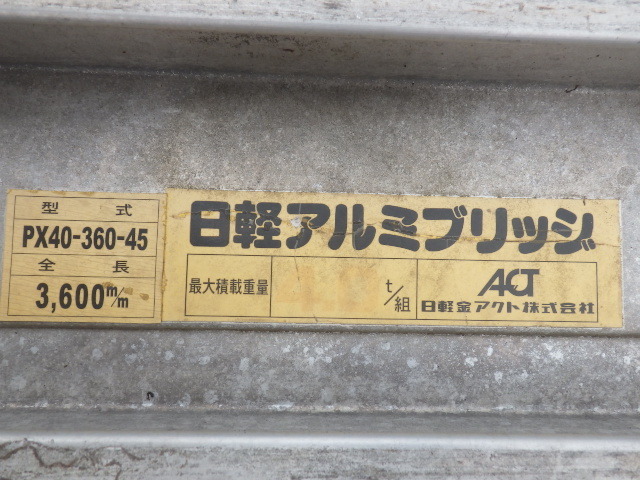 型式
PX40-360-45
全長
3,600m/m
日軽アルミブリッジ
最大積載重量
t/組
ACT
日軽金アクト株式会社